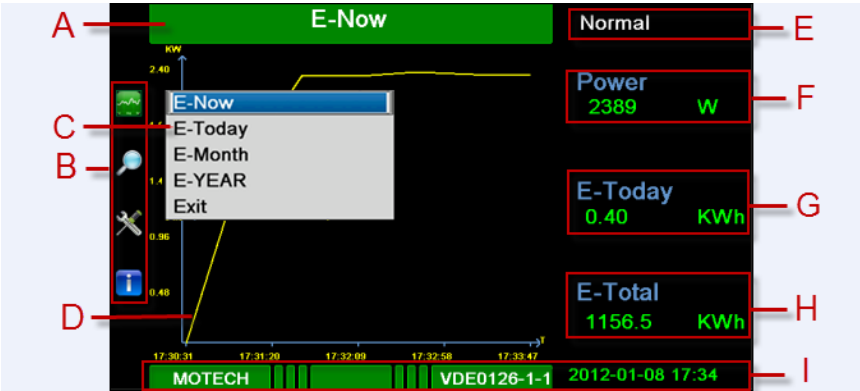 A
E-Now
Normal
E
KW
2.40
Power
2389 W
F
E-Now
C
E-Today
E-Month
E-YEAR
Exit
B
1.4
0.96
0.48
E-Today
0.40 KWh
G
D
E-Total
1156.5 KWh
H
T
17:30:31 17:31:20 17:32:09 17:32:58 17:33:47
MOTECH VDE0126-1-1 2012-01-08 17:34
I